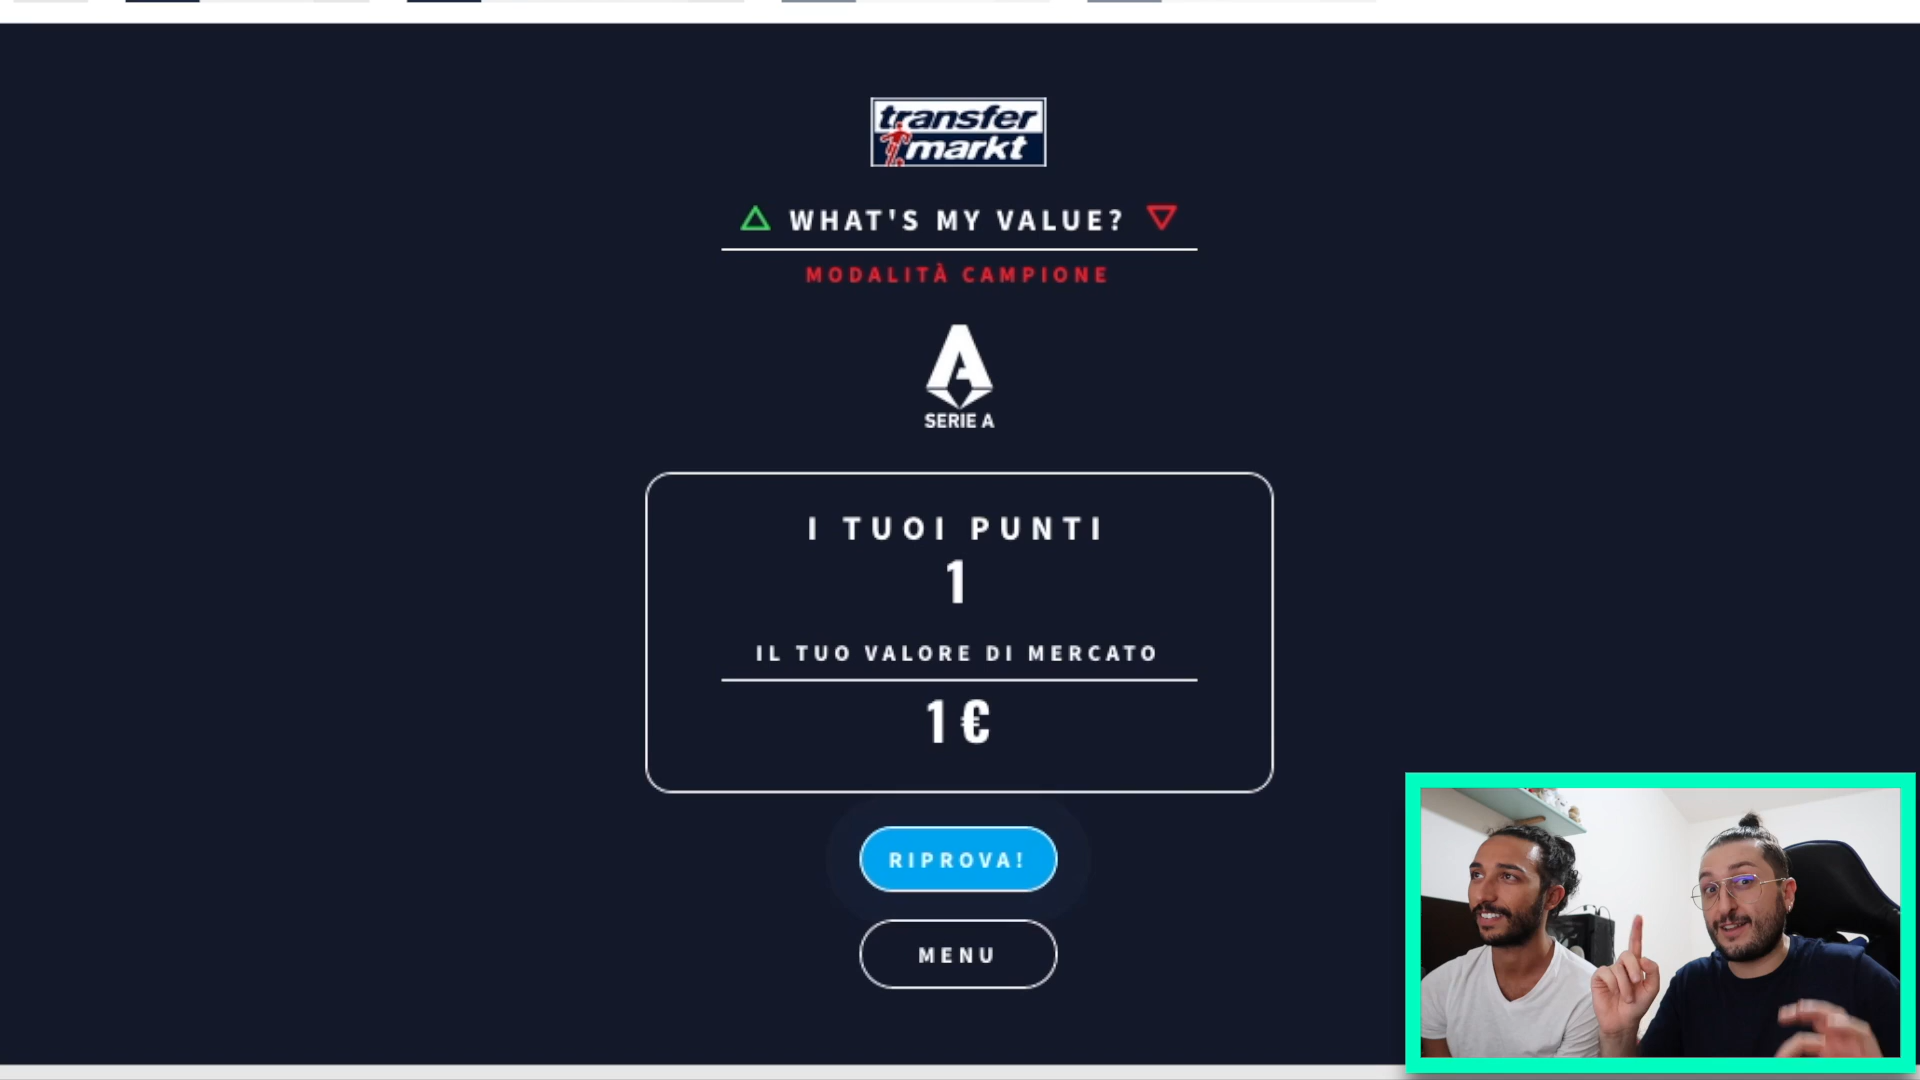 transfer
markt
WHAT'S MY VALUE?
MODALITÀ CAMPIONE
SERIE A
I TUOI PUNTI
1
IL TUO VALORE DI MERCATO
1 €
RIPROVA!
MENU